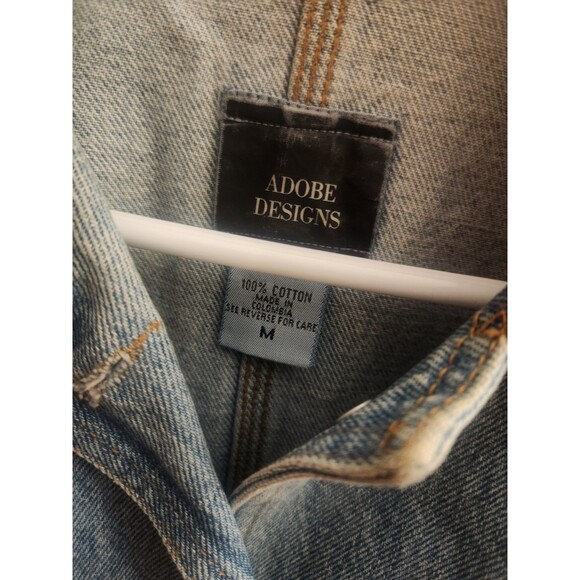 ADOBE
DESIGNS
100% COTTON
MADE IN
COLOMBIA
SEE REVERSE FOR CARE
M